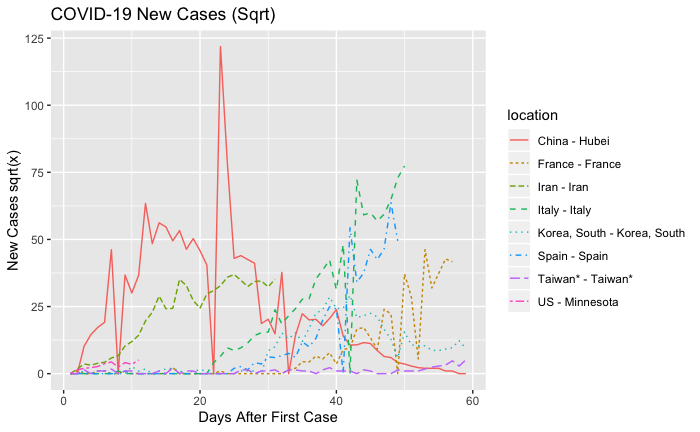 COVID-19 New Cases (Sqrt)
New Cases sqrt(x)
125
100
75
50
25
0
0
20
40
60
Days After First Case
location
China - Hubei
France - France
Iran - Iran
Italy - Italy
Korea, South - Korea, South
Spain - Spain
Taiwan* - Taiwan*
US - Minnesota